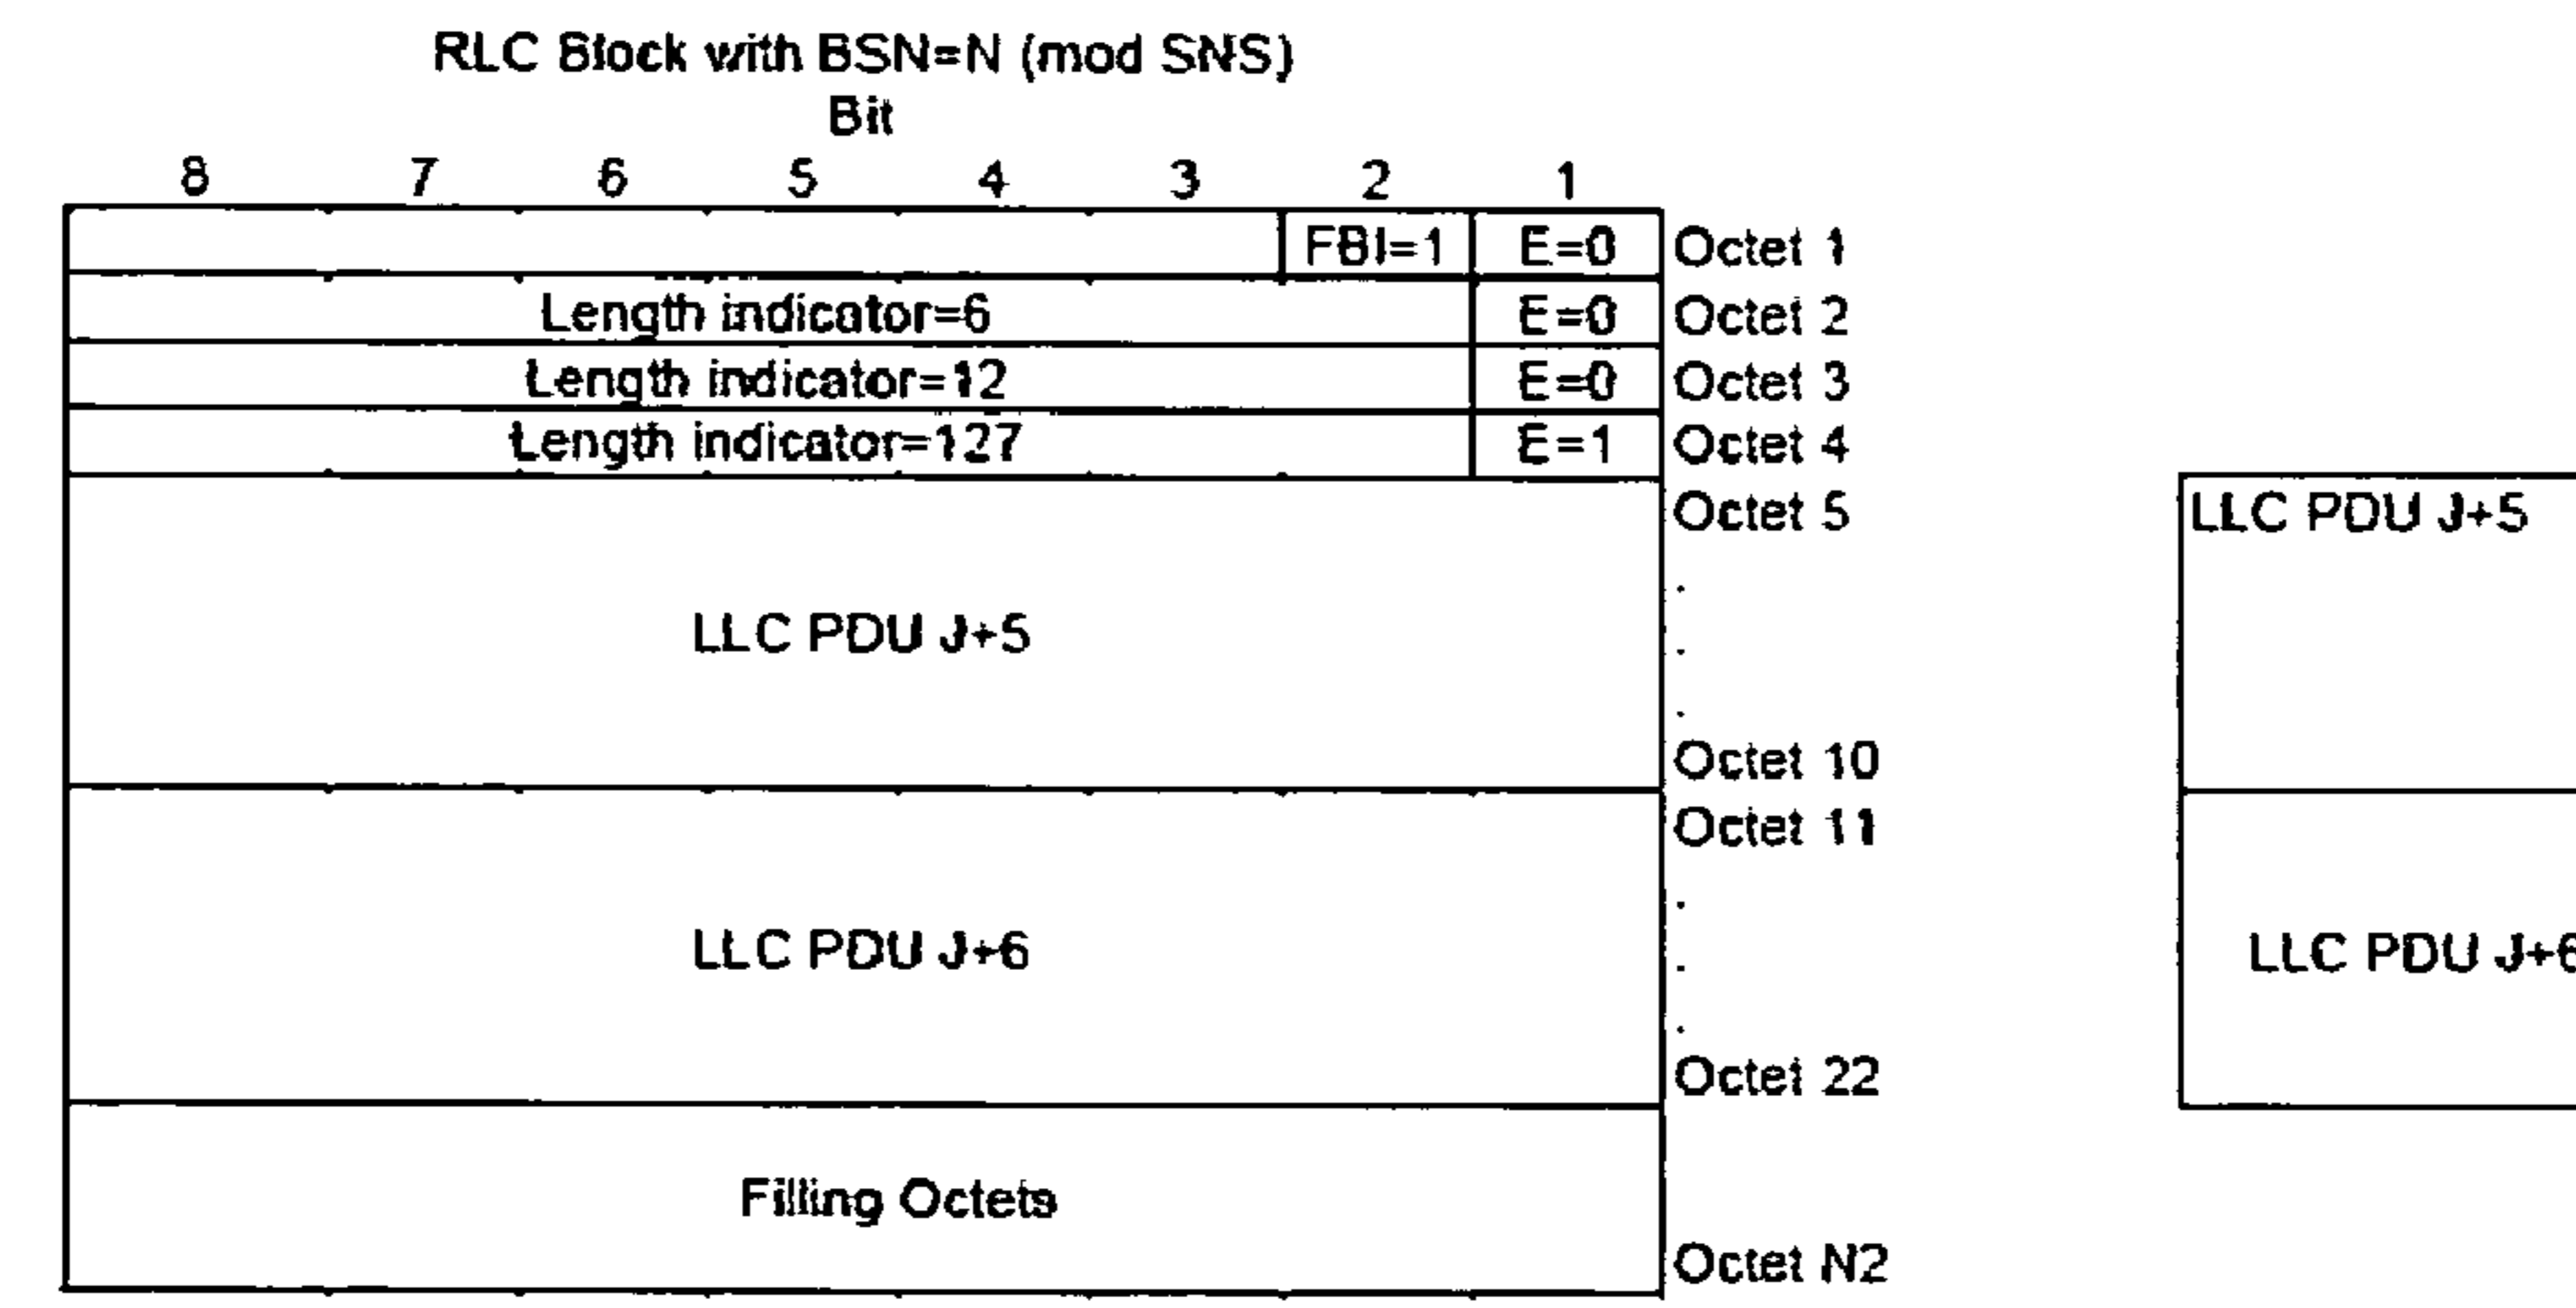 RLC Block with BSN=N (mod SNS)
Bit
8 7 6 5 4 3 2 1
FBI=1 E=0 Octet 1
Length indicator=6 E=0 Octet 2
Length indicator=12 E=0 Octet 3
Length indicator=127 E=1 Octet 4
Octet 5
LLC PDU J+5
LLC PDU J+5
.
.
.
Octet 10
Octet 11
LLC PDU J+6
LLC PDU J+6
.
.
.
Octet 22
Filling Octets
Octet N2